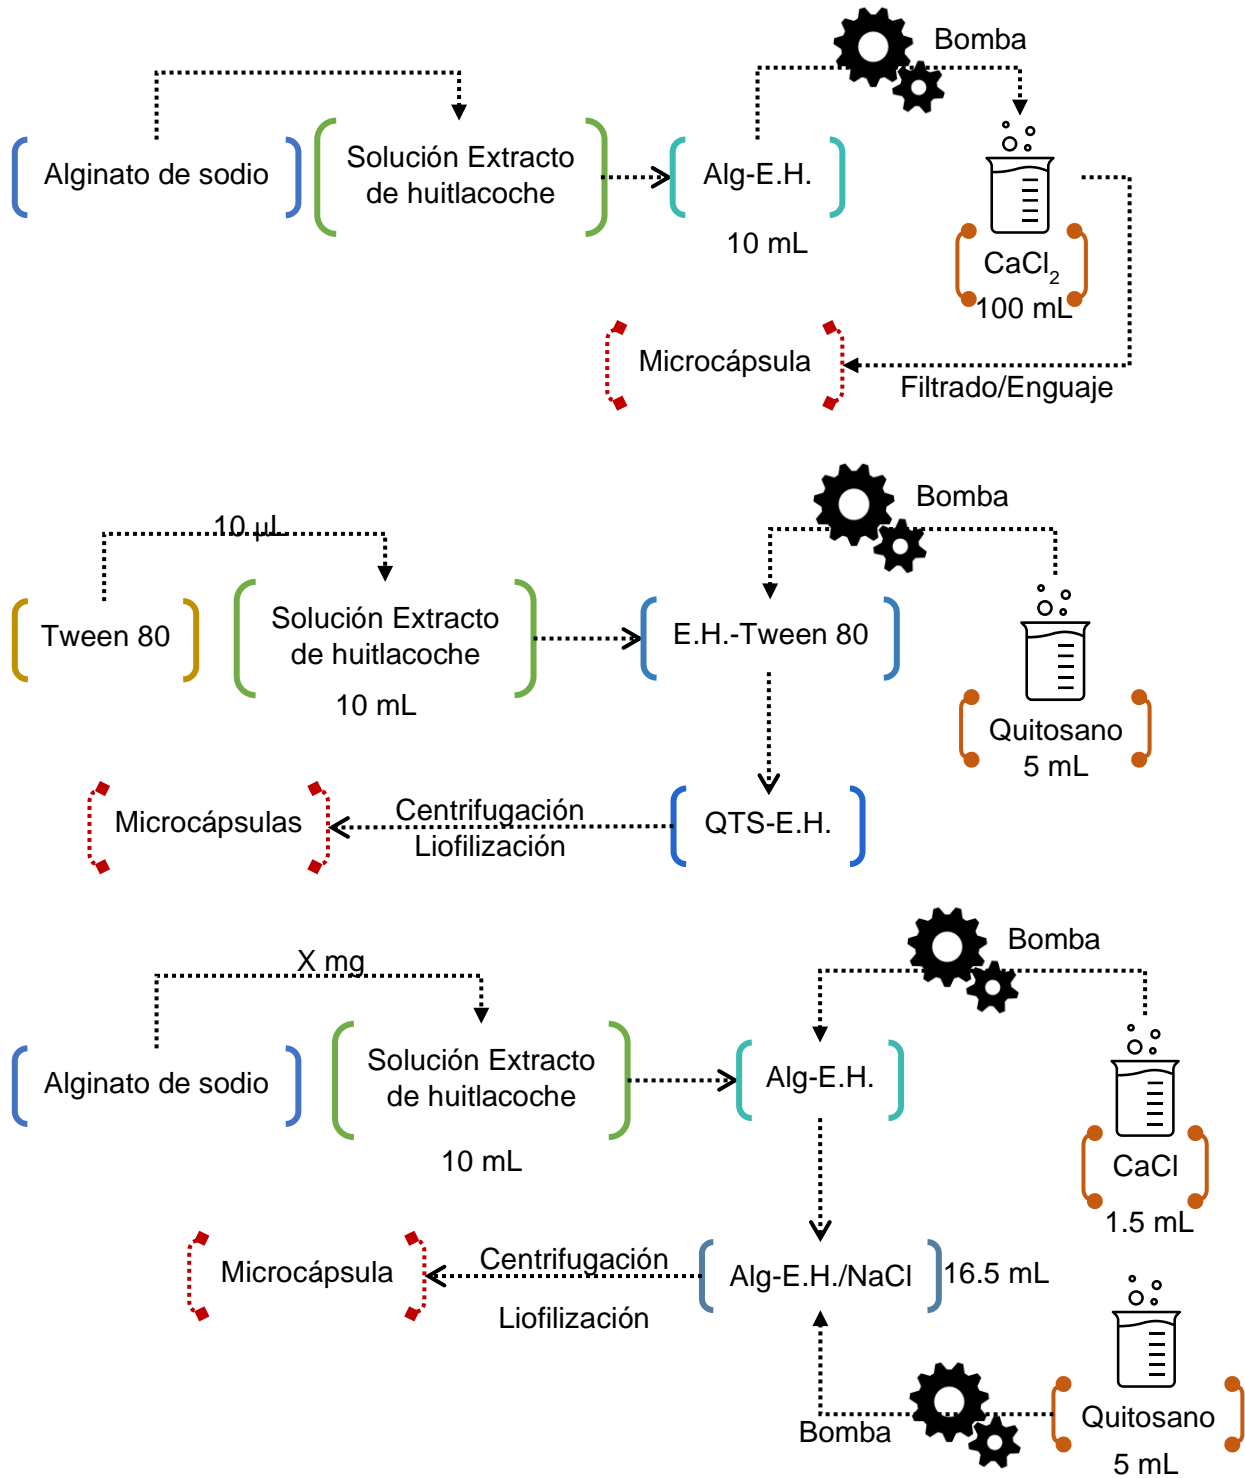 Bomba
Alginato de sodio
Solución Extracto
de huitlacoche
Alg-E.H.
10 mL
CaCl2
100 mL
Microcápsula
Filtrado/Enguaje
Bomba
10 µL
Tween 80
Solución Extracto
de huitlacoche
10 mL
E.H.-Tween 80
Quitosano
5 mL
Microcápsulas
Centrifugación
Liofilización
QTS-E.H.
Bomba
X mg
Alginato de sodio
Solución Extracto
de huitlacoche
10 mL
Alg-E.H.
CaCl
1.5 mL
Microcápsula
Centrifugación
Liofilización
Alg-E.H./NaCl
16.5 mL
Bomba
Quitosano
5 mL